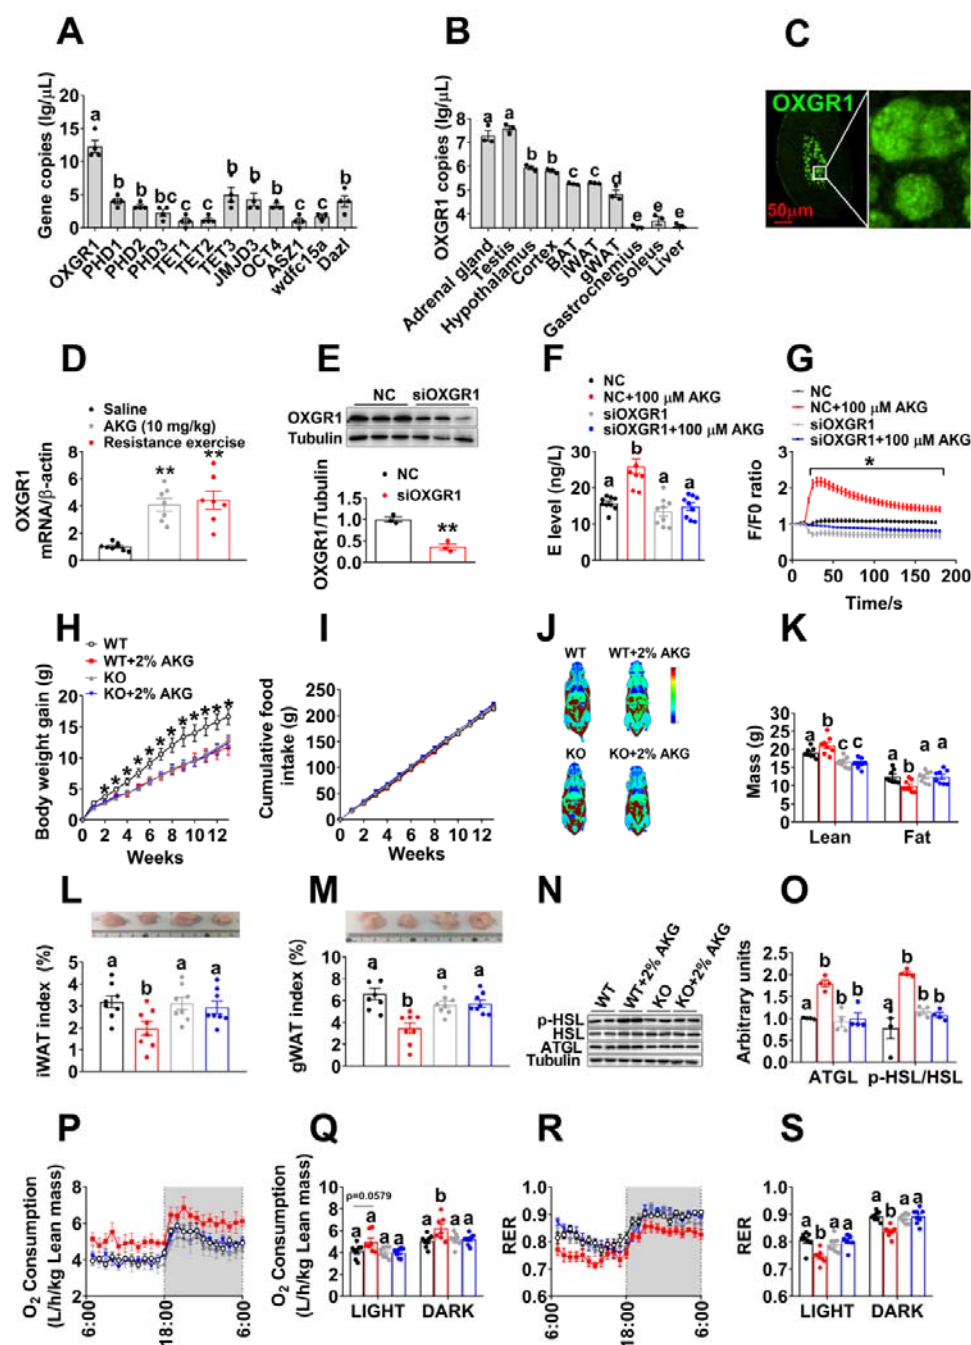 A
Gene copies (lg/μL)
20
15
10
5
0
a
b
b
bc
c
c
b
b
b
c
c
b
OXGR1
PHD1
PHD2
PHD3
TET1
TET2
TET3
JMJD3
OCT4
ASZ1
wdfc15a
Dazl
B
OXGR1 copies (lg/μL)
8
7
6
5
4
a
a
b
b
c
c
d
e
e
e
Adrenal gland
Testis
Hypothalamus
Cortex
BAT
iWAT
gWAT
Gastrocnemius
Soleus
Liver
C
OXGR1
50μm
D
Saline
AKG (10 mg/kg)
Resistance exercise
OXGR1
mRNA/β-actin
8
6
4
2
0
**
**
E
NC
siOXGR1
OXGR1
Tubulin
NC
siOXGR1
OXGR1/Tubulin
1.5
1.0
0.5
0.0
**
F
NC
NC+100 μM AKG
siOXGR1
siOXGR1+100 μM AKG
E level (ng/L)
30
20
10
0
a
b
a
a
G
NC
NC+100 μM AKG
siOXGR1
siOXGR1+100 μM AKG
F/F0 ratio
3
2
1
0
*
0
50
100
150
200
Time/s
H
WT
WT+2% AKG
KO
KO+2% AKG
Body weight gain (g)
20
15
10
5
0
* * * * * * * * * * * *
0 2 4 6 8 10 12
Weeks
I
Cumulative food
intake (g)
250
200
150
100
50
0
0 2 4 6 8 10 12
Weeks
J
WT
WT+2% AKG
KO
KO+2% AKG
K
Mass (g)
30
20
10
0
a
b
c
c
a
b
a
a
Lean
Fat
L
iWAT index (%)
5
4
3
2
1
0
a
b
a
a
M
gWAT index (%)
10
8
6
4
2
0
a
b
a
a
N
WT
WT+2% AKG
KO
KO+2% AKG
p-HSL
HSL
ATGL
Tubulin
O
Arbitrary units
2.5
2.0
1.5
1.0
0.5
0.0
a
b
b
b
a
b
b
b
ATGL
p-HSL/HSL
P
O2 Consumption
(L/h/kg Lean mass)
8
6
4
2
6:00
18:00
6:00
Q
O2 Consumption
(L/h/kg Lean mass)
10
8
6
4
2
0
p=0.0579
a
a
a
a
a
b
a
a
LIGHT
DARK
R
RER
1.0
0.9
0.8
0.7
0.6
6:00
18:00
6:00
S
RER
1.0
0.9
0.8
0.7
0.6
a
b
a
a
a
b
a
a
LIGHT
DARK